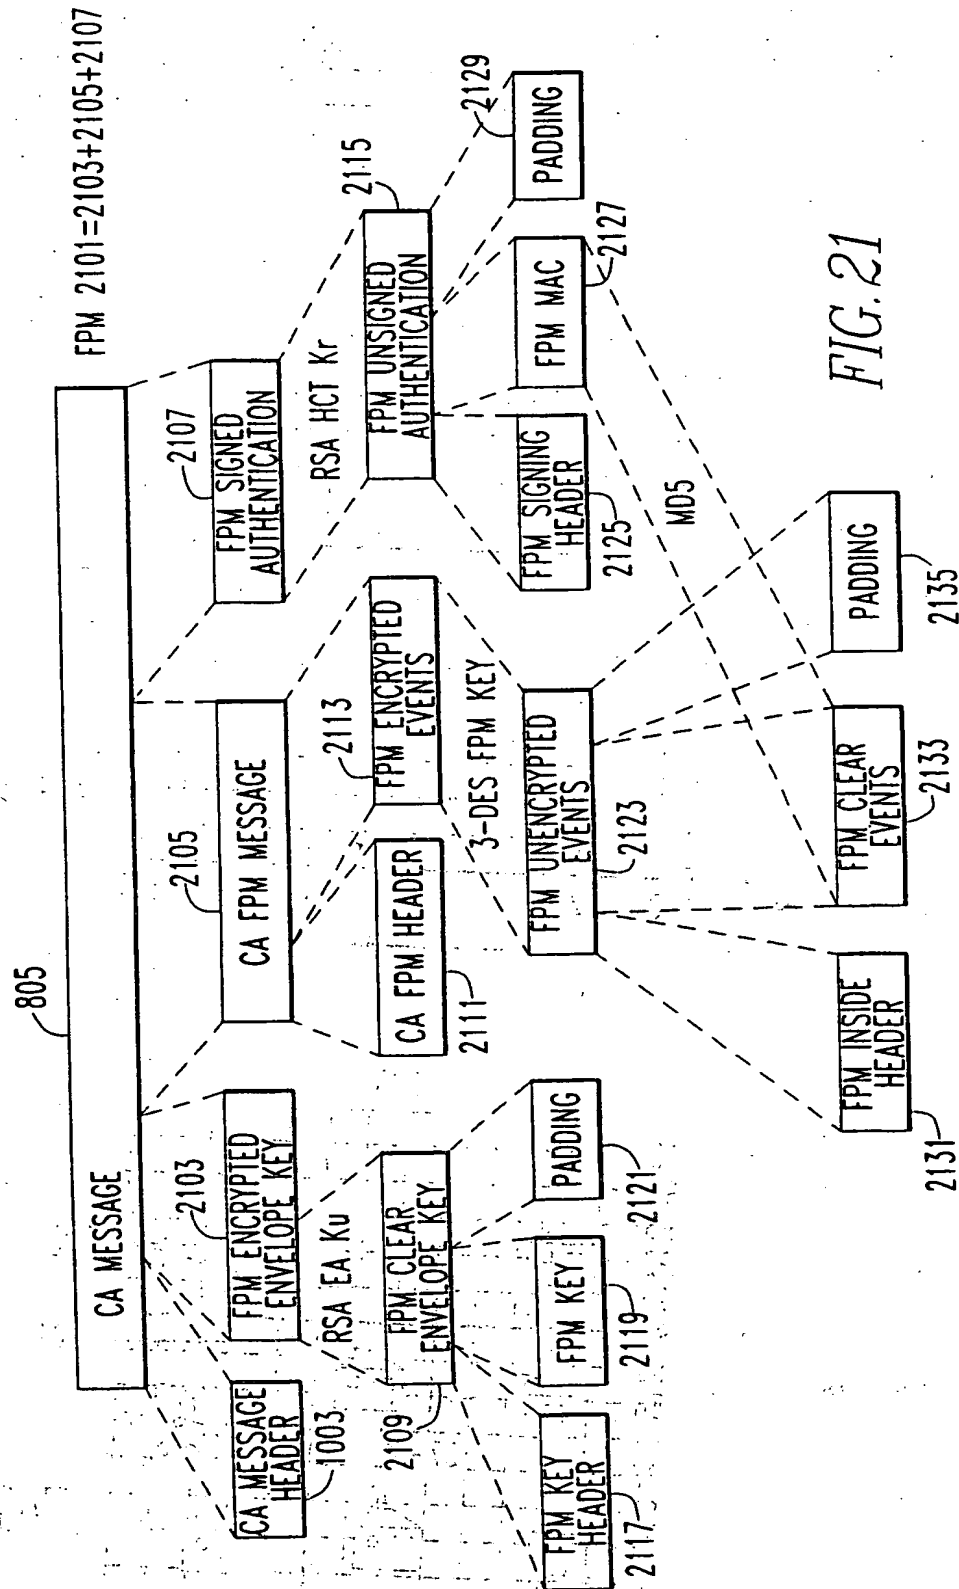 FPM 2101=2103+2105+2107
805
CA MESSAGE
2103
2105
2107
CA MESSAGE
HEADER
1003
FPM ENCRYPTED
ENVELOPE KEY
CA FPM MESSAGE
FPM SIGNED
AUTHENTICATION
RSA EA Ku
2113
RSA HCT Kr
2115
2109
FPM CLEAR
ENVELOPE KEY
CA FPM HEADER
2111
FPM ENCRYPTED
EVENTS
FPM UNSIGNED
AUTHENTICATION
3-DES FPM KEY
2129
FPM KEY
HEADER
2117
FPM KEY
2119
PADDING
2121
FPM UNENCRYPTED
EVENTS
2123
FPM SIGNING
HEADER
2125
FPM MAC
2127
PADDING
MD5
FPM INSIDE
HEADER
2131
FPM CLEAR
EVENTS
2133
PADDING
2135
FIG. 21